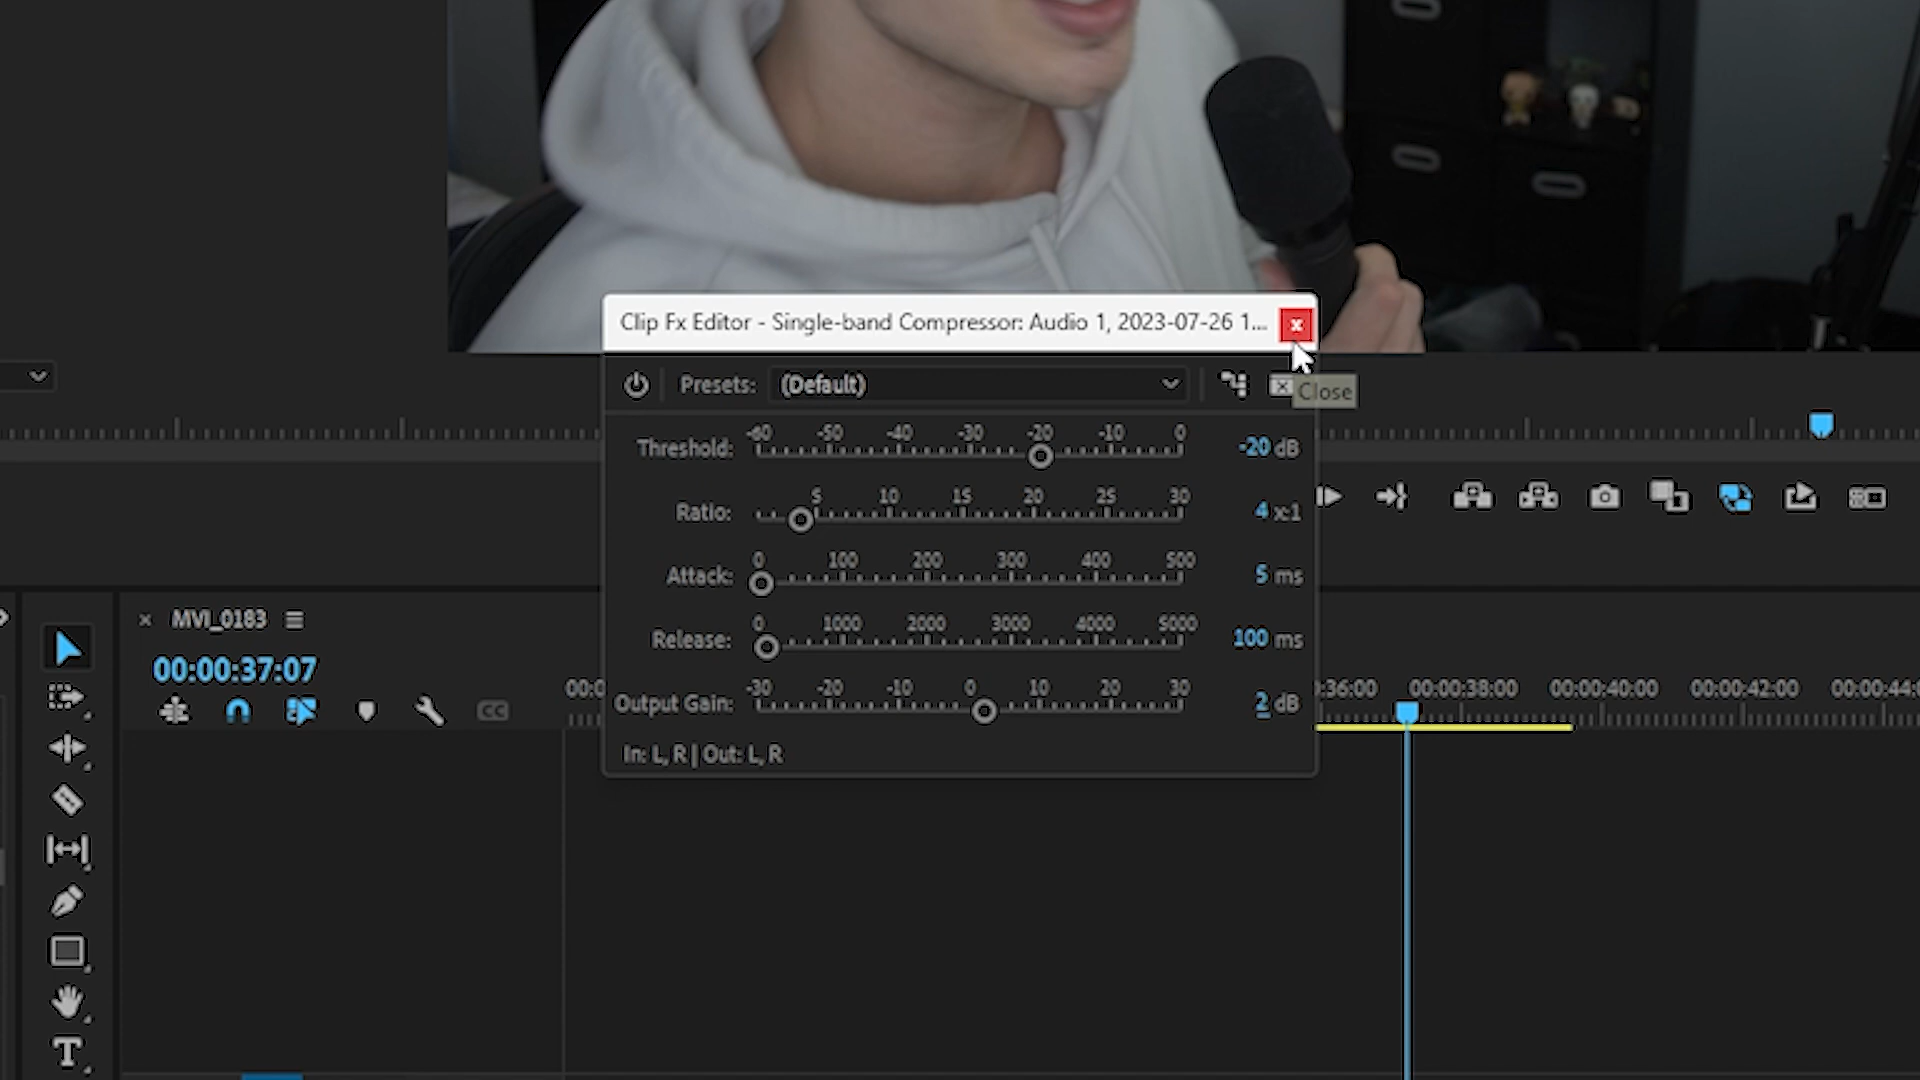 Clip Fx Editor - Single-band Compressor: Audio 1, 2023-07-26 1...
Presets: (Default)
Close
Threshold: -60 -50 -40 -30 -20 -10 0 -20 dB
Ratio: 5 10 15 20 25 30 4 x:1
Attack: 0 100 200 300 400 500 5 ms
Release: 0 1000 2000 3000 4000 5000 100 ms
Output Gain: -30 -20 -10 0 10 20 30 2 dB
In: L, R | Out: L, R
MVI_0183
00:00:37:07
CC
00:0 :36:00 00:00:38:00 00:00:40:00 00:00:42:00 00:00:44:0
T